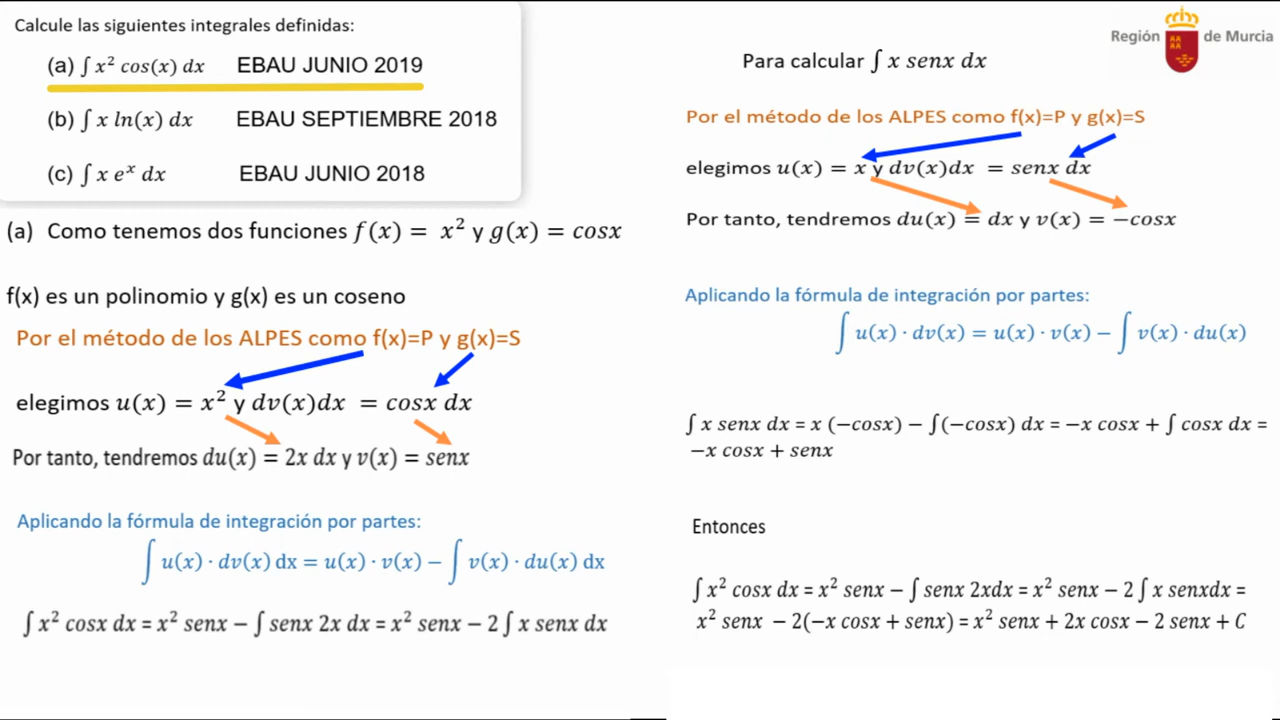 Calcule las siguientes integrales definidas:
(a) ∫ x² cos(x) dx EBAU JUNIO 2019
(b) ∫ x ln(x) dx EBAU SEPTIEMBRE 2018
(c) ∫ x eˣ dx EBAU JUNIO 2018
(a) Como tenemos dos funciones f(x) = x² y g(x) = cosx
f(x) es un polinomio y g(x) es un coseno
Por el método de los ALPES como f(x)=P y g(x)=S
elegimos u(x) = x² y dv(x)dx = cosx dx
Por tanto, tendremos du(x) = 2x dx y v(x) = senx
Aplicando la fórmula de integración por partes:
∫ u(x) · dv(x) dx = u(x) · v(x) − ∫ v(x) · du(x) dx
∫ x² cosx dx = x² senx − ∫ senx 2x dx = x² senx − 2 ∫ x senx dx
Región de Murcia
Para calcular ∫ x senx dx
Por el método de los ALPES como f(x)=P y g(x)=S
elegimos u(x) = x y dv(x)dx = senx dx
Por tanto, tendremos du(x) = dx y v(x) = −cosx
Aplicando la fórmula de integración por partes:
∫ u(x) · dv(x) = u(x) · v(x) − ∫ v(x) · du(x)
∫ x senx dx = x (−cosx) − ∫(−cosx) dx = −x cosx + ∫ cosx dx =
−x cosx + senx
Entonces
∫ x² cosx dx = x² senx − ∫ senx 2xdx = x² senx − 2 ∫ x senxdx =
x² senx − 2(−x cosx + senx) = x² senx + 2x cosx − 2 senx + C